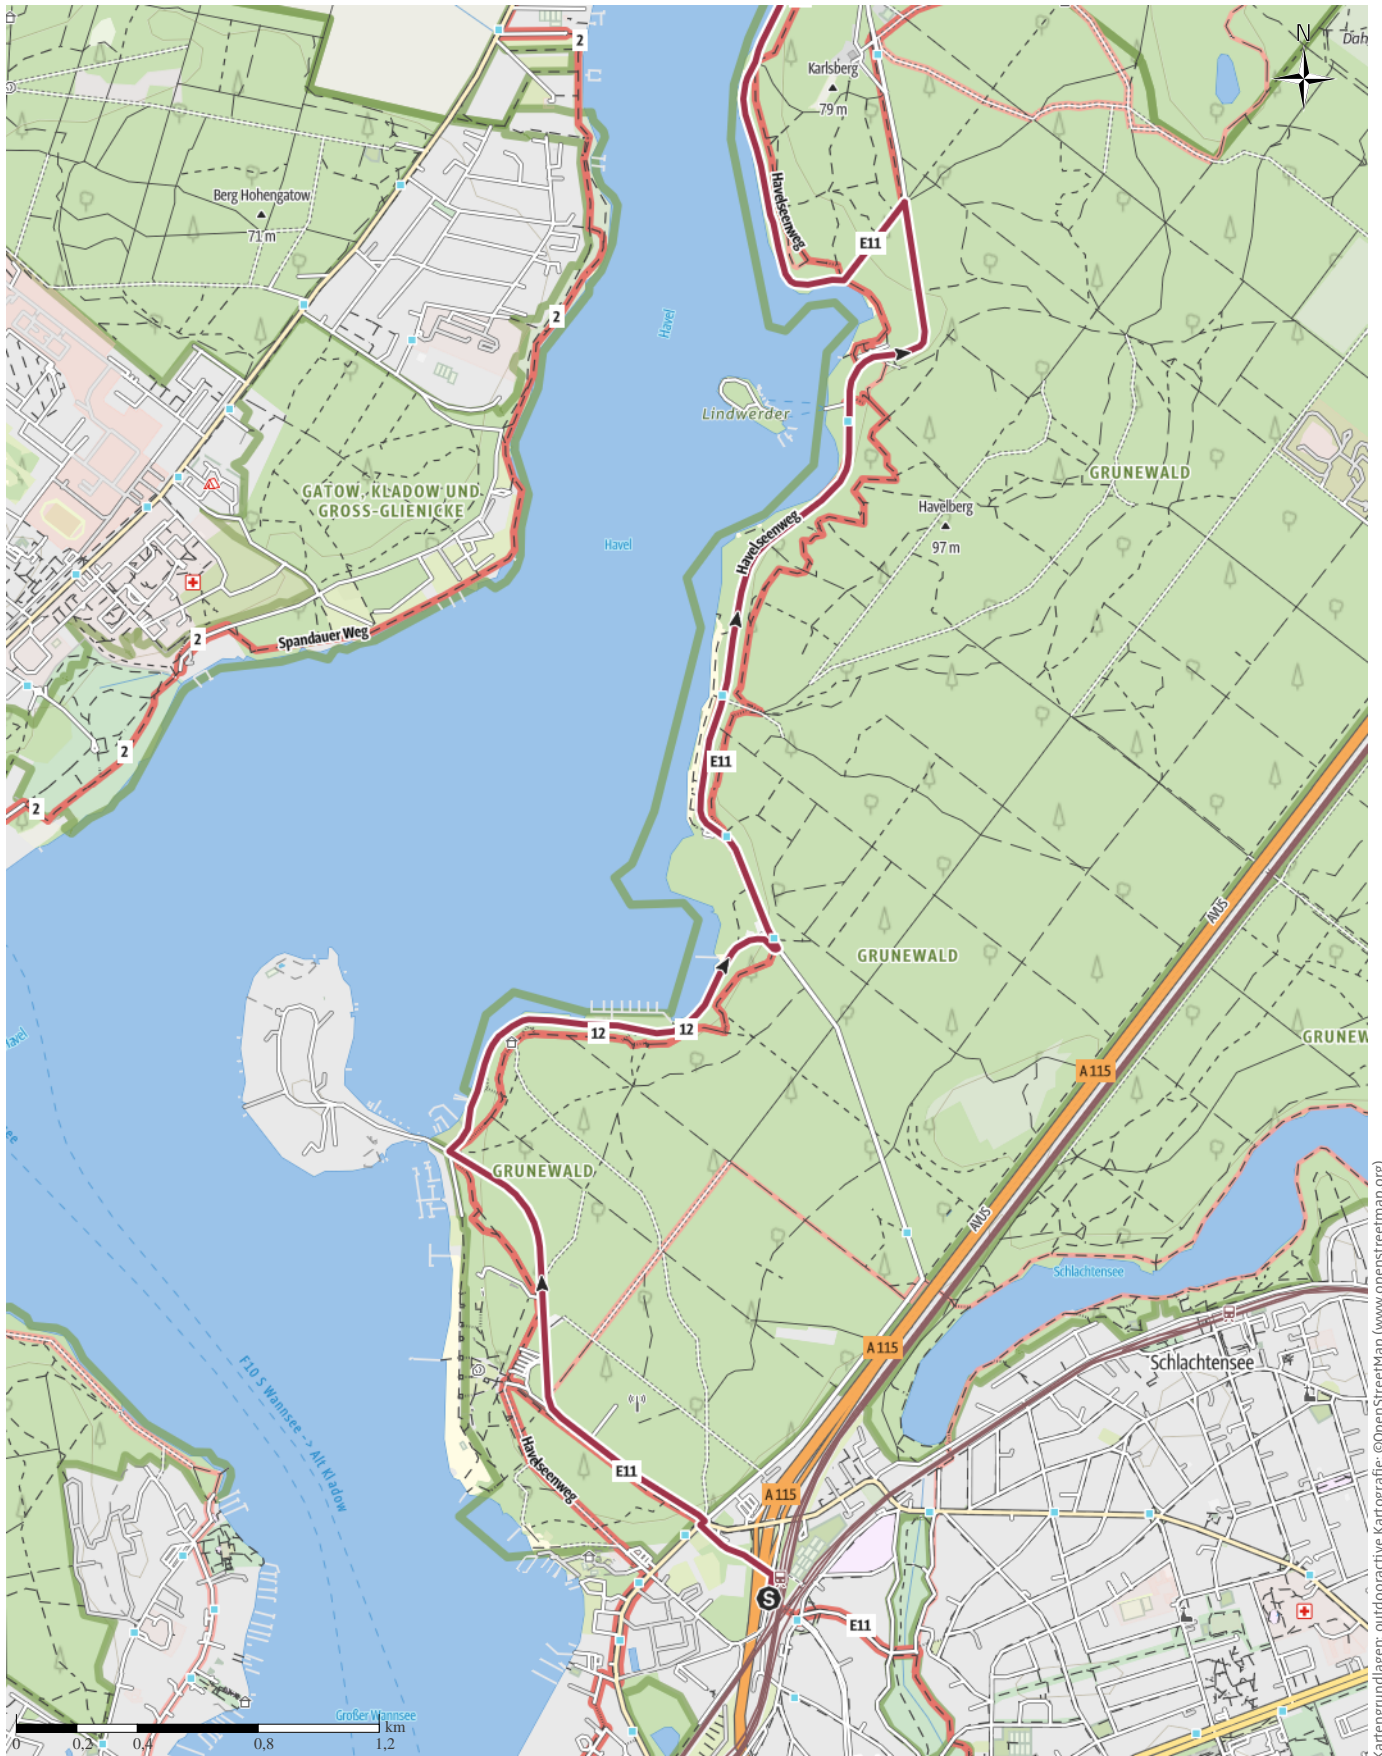 2
N
Karlsberg
79 m
Dah
Berg Hohengatow
71 m
Havelseenweg
E11
2
Havel
Lindwerder
GRUNEWALD
GATOW, KLADOW UND
GROSS-GLIENICKE
Havelberg
97 m
Havelseenweg
Havel
2
Spandauer Weg
2
E11
2
AVUS
GRUNEWALD
12
12
GRUNEW
A 115
GRUNEWALD
AVUS
Schlachtensee
A 115
Schlachtensee
F10 S Wannsee -> Alt Kladow
Havelseenweg
E11
A 115
S
E11
Großer Wannsee
km
0
0,2
0,4
0,8
1,2
artengrundlagen: outdooractive Kartografie; ©OpenStreetMap (www.openstreetmap.org)